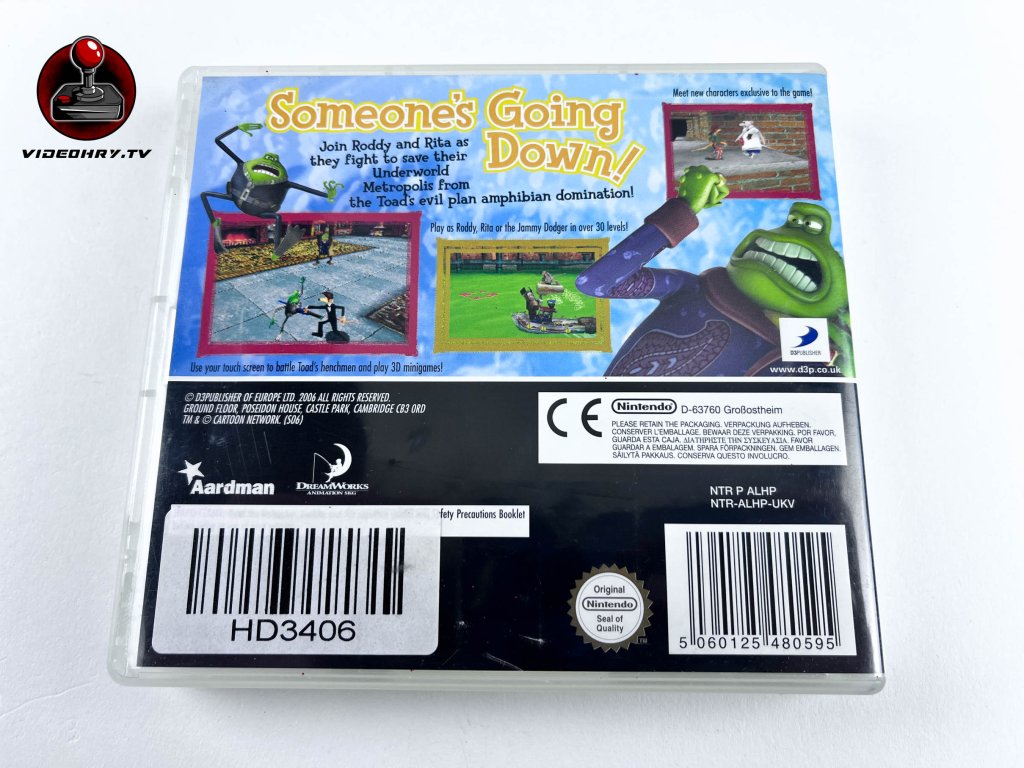 VIDEOHRY.TV
Someone's Going
Down!
Join Roddy and Rita as
they fight to save their
Underworld
Metropolis from
the Toad's evil plan amphibian domination!
Meet new characters exclusive to the game!
Play as Roddy, Rita or the Jammy Dodger in over 30 levels!
Use your touch screen to battle Toad's henchmen and play 3D minigames!
D3PUBLISHER
www.d3p.co.uk
© D3PUBLISHER OF EUROPE LTD. 2006 ALL RIGHTS RESERVED.
GROUND FLOOR, POSEIDON HOUSE, CASTLE PARK, CAMBRIDGE CB3 0RD
TM & © CARTOON NETWORK. (S06)
CE Nintendo D-63760 Großostheim
PLEASE RETAIN THE PACKAGING. VERPACKUNG AUFHEBEN.
CONSERVER L'EMBALLAGE. BEWAAR DEZE VERPAKKING. POR FAVOR,
GUARDA ESTA CAJA. ΔΙΑΤΗΡΗΣΤΕ ΤΗΝ ΣΥΣΚΕΥΑΣΙΑ. FAVOR
GUARDAR A EMBALAGEM. SPARA FÖRPACKNINGEN. GEM EMBALLAGEN.
SÄILYTÄ PAKKAUS. CONSERVA QUESTO INVOLUCRO.
Aardman
DREAMWORKS
ANIMATION SKG
NTR P ALHP
NTR-ALHP-UKV
fety Precautions Booklet
HD3406
Original
Nintendo
Seal of
Quality
TM
5 060125 480595